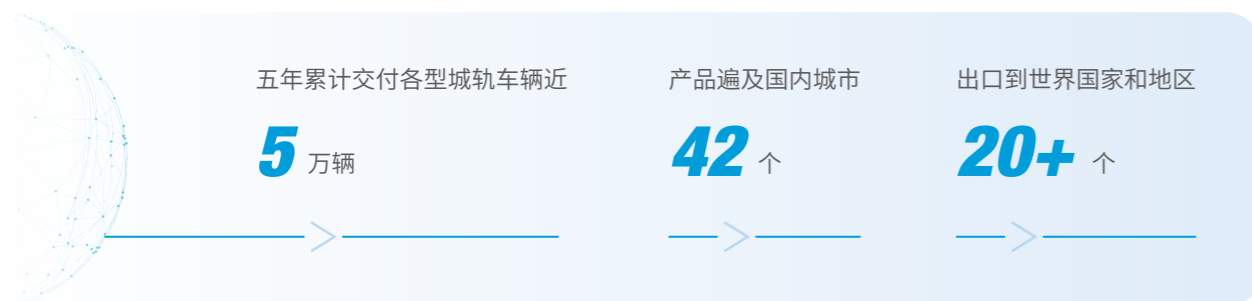 五年累计交付各型城轨车辆近
5 万辆
产品遍及国内城市
42 个
出口到世界国家和地区
20+ 个